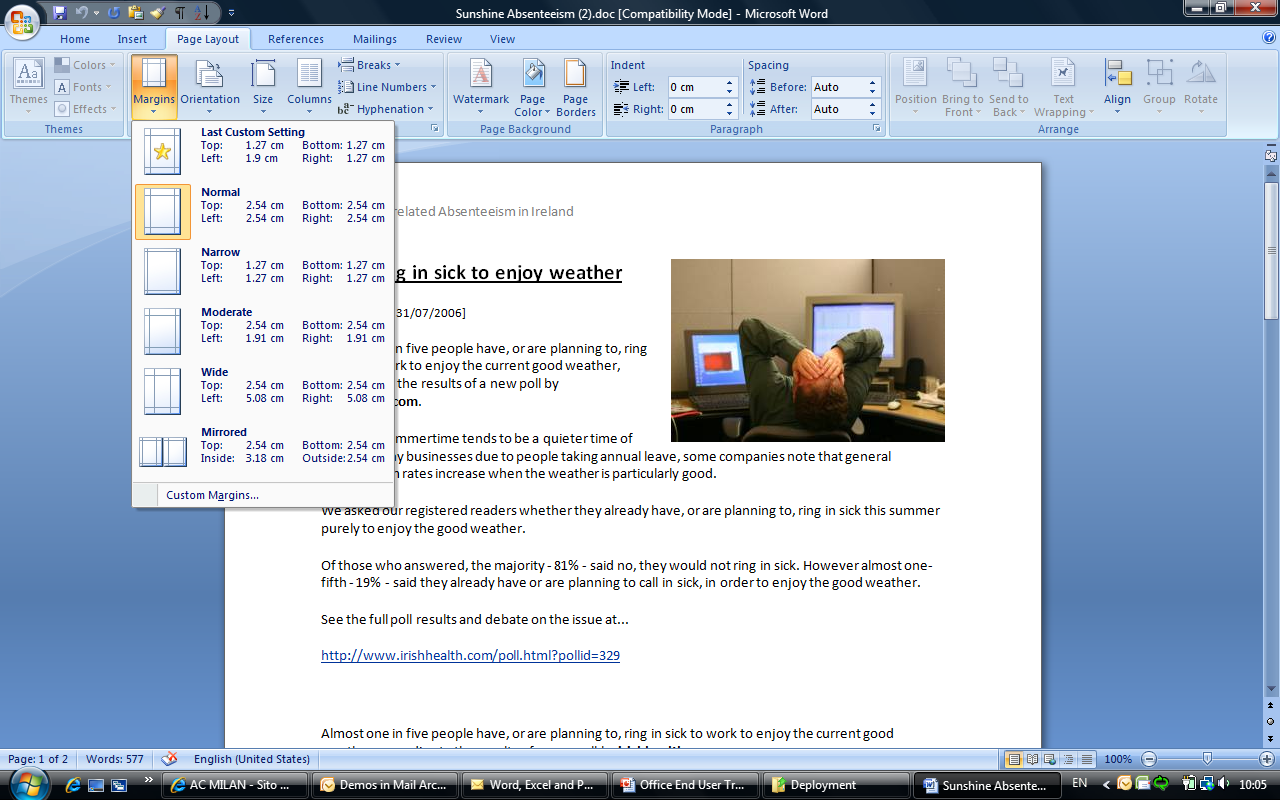 Sunshine Absenteeism (2).doc [Compatibility Mode] - Microsoft Word
Home Insert Page Layout References Mailings Review View
Themes
Colors
Fonts
Effects
Themes
Margins
Orientation
Size
Columns
Breaks
Line Numbers
Hyphenation
Watermark
Page Color
Page Borders
Page Background
Indent
Left: 0 cm
Right: 0 cm
Spacing
Before: Auto
After: Auto
Paragraph
Position
Bring to Front
Send to Back
Text Wrapping
Align
Group
Rotate
Arrange
Last Custom Setting
Top: 1.27 cm Bottom: 1.27 cm
Left: 1.9 cm Right: 1.27 cm
Normal
Top: 2.54 cm Bottom: 2.54 cm
Left: 2.54 cm Right: 2.54 cm
Narrow
Top: 1.27 cm Bottom: 1.27 cm
Left: 1.27 cm Right: 1.27 cm
Moderate
Top: 2.54 cm Bottom: 2.54 cm
Left: 1.91 cm Right: 1.91 cm
Wide
Top: 2.54 cm Bottom: 2.54 cm
Left: 5.08 cm Right: 5.08 cm
Mirrored
Top: 2.54 cm Bottom: 2.54 cm
Inside: 3.18 cm Outside: 2.54 cm
Custom Margins...
related Absenteeism in Ireland
in sick to enjoy weather
31/07/2006]
in five people have, or are planning to, ring
to enjoy the current good weather,
the results of a new poll by
com.
tends to be a quieter time of
businesses due to people taking annual leave, some companies note that general
rates increase when the weather is particularly good.
We asked our registered readers whether they already have, or are planning to, ring in sick this summer
purely to enjoy the good weather.
Of those who answered, the majority - 81% - said no, they would not ring in sick. However almost one-
fifth - 19% - said they already have or are planning to call in sick, in order to enjoy the good weather.
See the full poll results and debate on the issue at...
http://www.irishhealth.com/poll.html?pollid=329
Almost one in five people have, or are planning to, ring in sick to work to enjoy the current good
Page: 1 of 2 Words: 577 English (United States) 100%
AC MILAN - Sito ... Demos in Mail Arc... Word, Excel and P... Office End User Tr... Deployment Sunshine Absente... EN 10:05